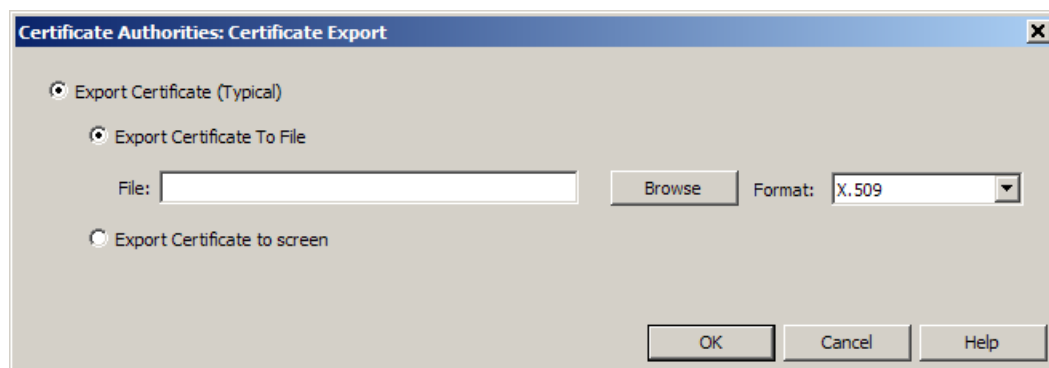 Certificate Authorities: Certificate Export
Export Certificate (Typical)
Export Certificate To File
File: Browse Format: X.509
Export Certificate to screen
OK Cancel Help